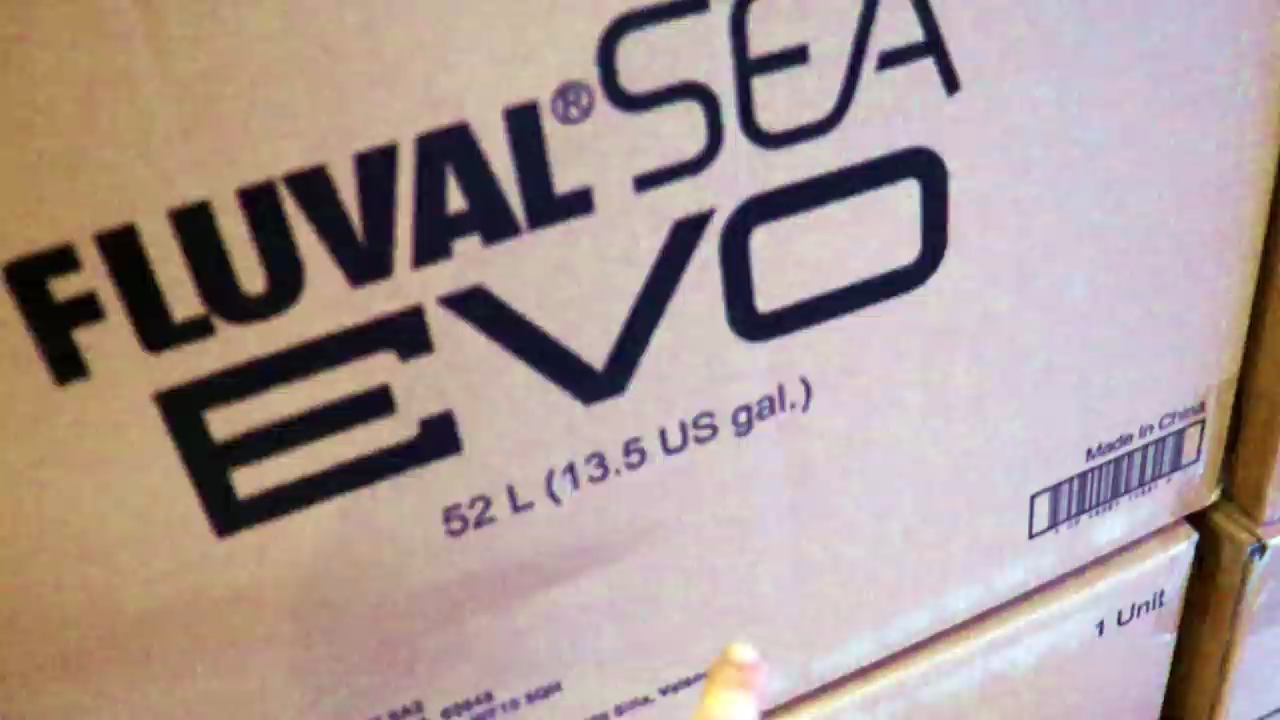 FLUVAL® SEA
EVO
52 L (13.5 US gal.)
Made in China
1 Unit